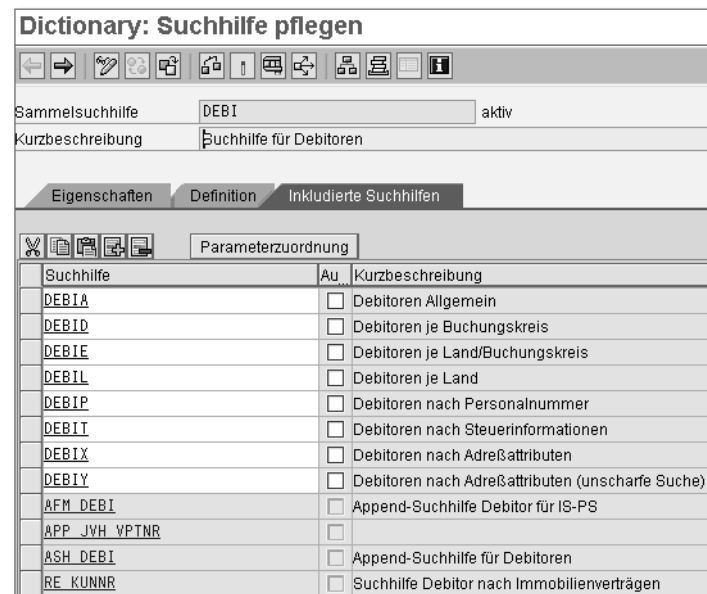 Dictionary: Suchhilfe pflegen
Sammelsuchhilfe DEBI aktiv
Kurzbeschreibung Suchhilfe für Debitoren
Eigenschaften Definition Inkludierte Suchhilfen
Parameterzuordnung
Suchhilfe Au... Kurzbeschreibung
DEBIA Debitoren Allgemein
DEBID Debitoren je Buchungskreis
DEBIE Debitoren je Land/Buchungskreis
DEBIL Debitoren je Land
DEBIP Debitoren nach Personalnummer
DEBIT Debitoren nach Steuerinformationen
DEBIX Debitoren nach Adreßattributen
DEBIY Debitoren nach Adreßattributen (unscharfe Suche)
AFM_DEBI Append-Suchhilfe Debitor für IS-PS
APP_JVH_VPTNR
ASH_DEBI Append-Suchhilfe für Debitoren
RE_KUNNR Suchhilfe Debitor nach Immobilienverträgen